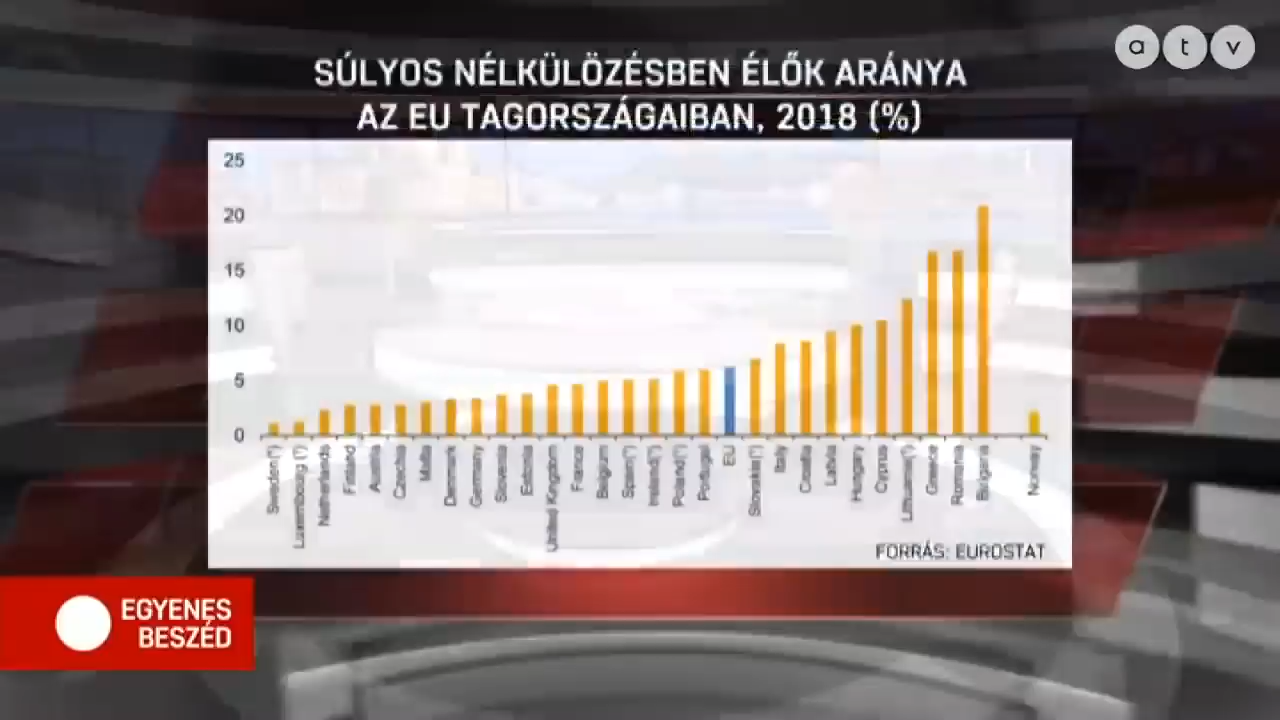 a t v
SÚLYOS NÉLKÜLÖZÉSBEN ÉLŐK ARÁNYA
AZ EU TAGORSZÁGAIBAN, 2018 (%)
25
20
15
10
5
0
Sweden(¹)
Luxembourg (¹)
Netherlands
Finland
Austria
Czechia
Malta
Denmark
Germany
Slovenia
Estonia
United Kingdom
France
Belgium
Spain(¹)
Ireland(¹)
Poland(¹)
Portugal
EU
Slovakia(¹)
Italy
Croatia
Latvia
Hungary
Cyprus
Lithuania(¹)
Greece
Romania
Bulgaria
Norway
FORRÁS: EUROSTAT
EGYENES
BESZÉD